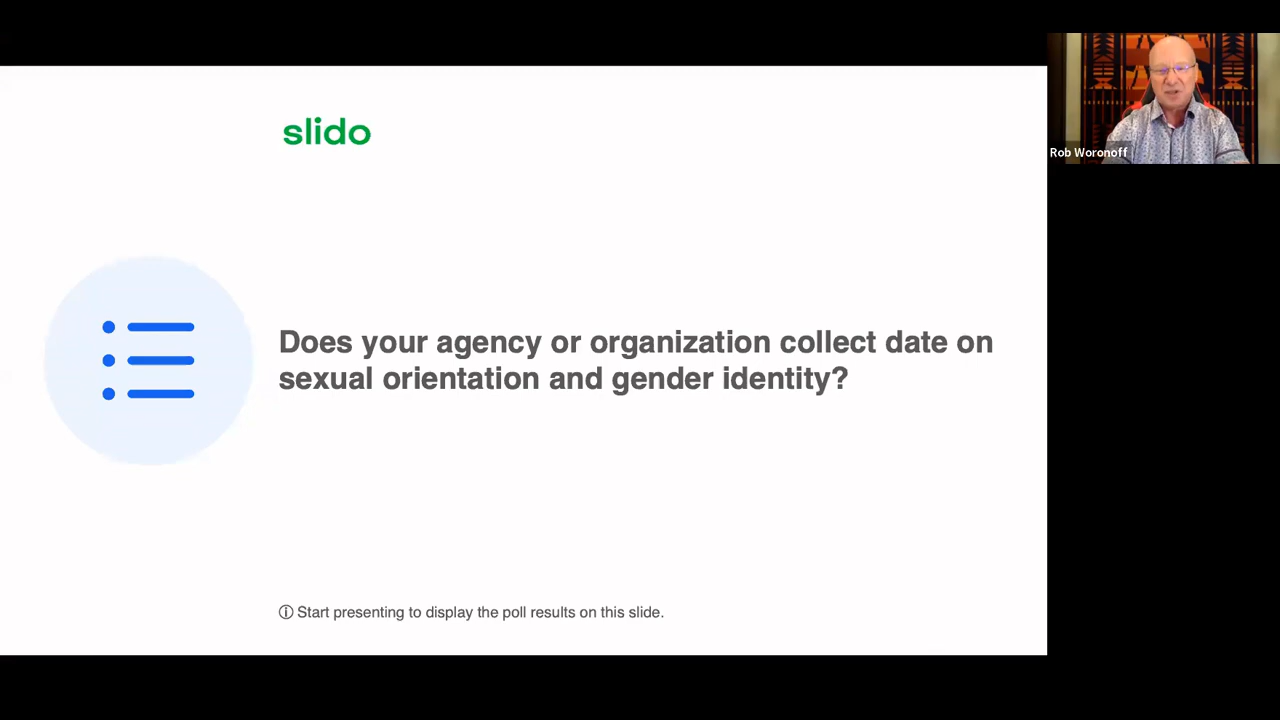 slido
Rob Woronoff
Does your agency or organization collect date on
sexual orientation and gender identity?
Start presenting to display the poll results on this slide.